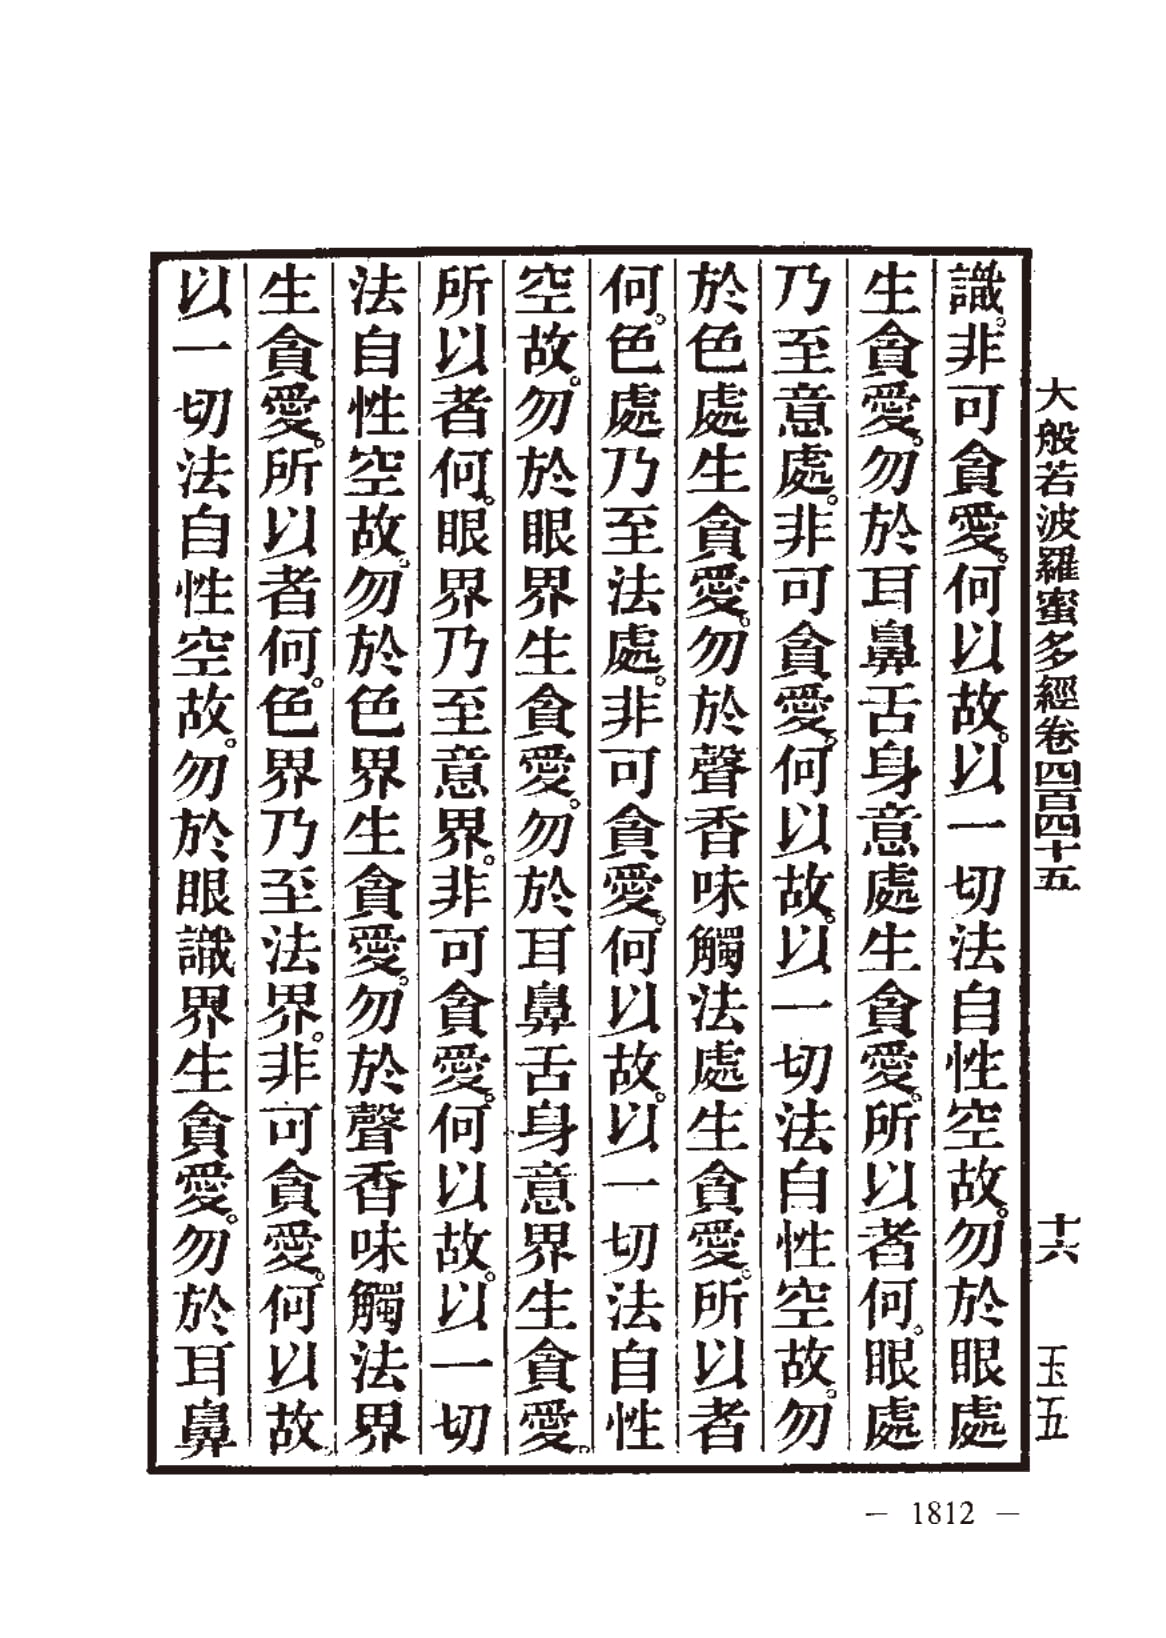 大般若波羅蜜多經卷四百四十五 十六 玉五
識。非可貪愛。何以故。以一切法自性空故。勿於眼處
生貪愛。勿於耳鼻舌身意處生貪愛。所以者何。眼處
乃至意處。非可貪愛。何以故。以一切法自性空故。勿
於色處生貪愛。勿於聲香味觸法處生貪愛。所以者
何。色處乃至法處。非可貪愛。何以故。以一切法自性
空故。勿於眼界生貪愛。勿於耳鼻舌身意界生貪愛。
所以者何。眼界乃至意界。非可貪愛。何以故。以一切
法自性空故。勿於色界生貪愛。勿於聲香味觸法界
生貪愛。所以者何。色界乃至法界。非可貪愛。何以故。
以一切法自性空故。勿於眼識界生貪愛。勿於耳鼻
— 1812 —